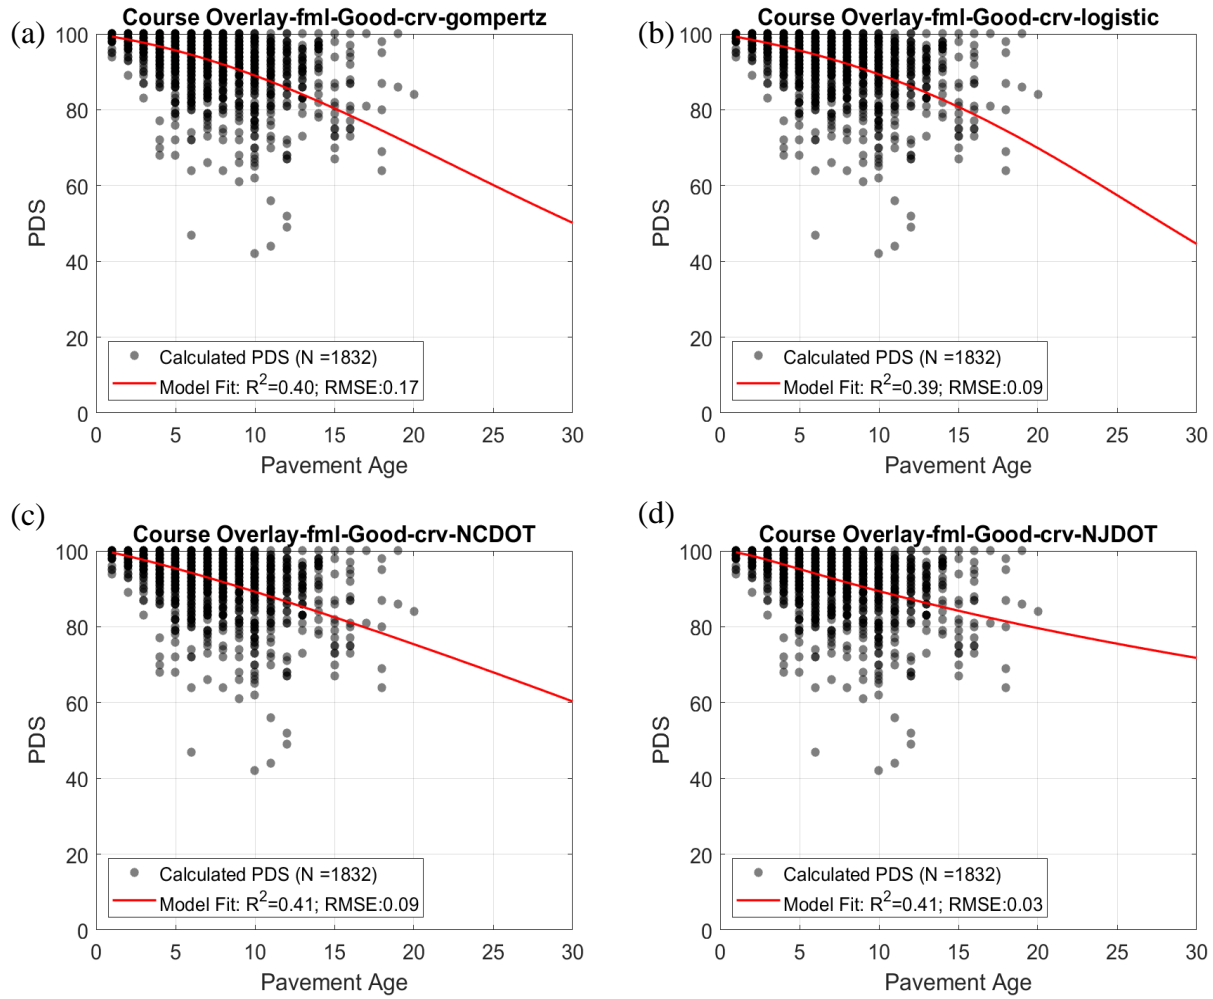 (a)
Course Overlay-fml-Good-crv-gompertz
100
80
60
40
20
0
PDS
Calculated PDS (N =1832)
Model Fit: R²=0.40; RMSE:0.17
0 5 10 15 20 25 30
Pavement Age
(b)
Course Overlay-fml-Good-crv-logistic
100
80
60
40
20
0
PDS
Calculated PDS (N =1832)
Model Fit: R²=0.39; RMSE:0.09
0 5 10 15 20 25 30
Pavement Age
(c)
Course Overlay-fml-Good-crv-NCDOT
100
80
60
40
20
0
PDS
Calculated PDS (N =1832)
Model Fit: R²=0.41; RMSE:0.09
0 5 10 15 20 25 30
Pavement Age
(d)
Course Overlay-fml-Good-crv-NJDOT
100
80
60
40
20
0
PDS
Calculated PDS (N =1832)
Model Fit: R²=0.41; RMSE:0.03
0 5 10 15 20 25 30
Pavement Age